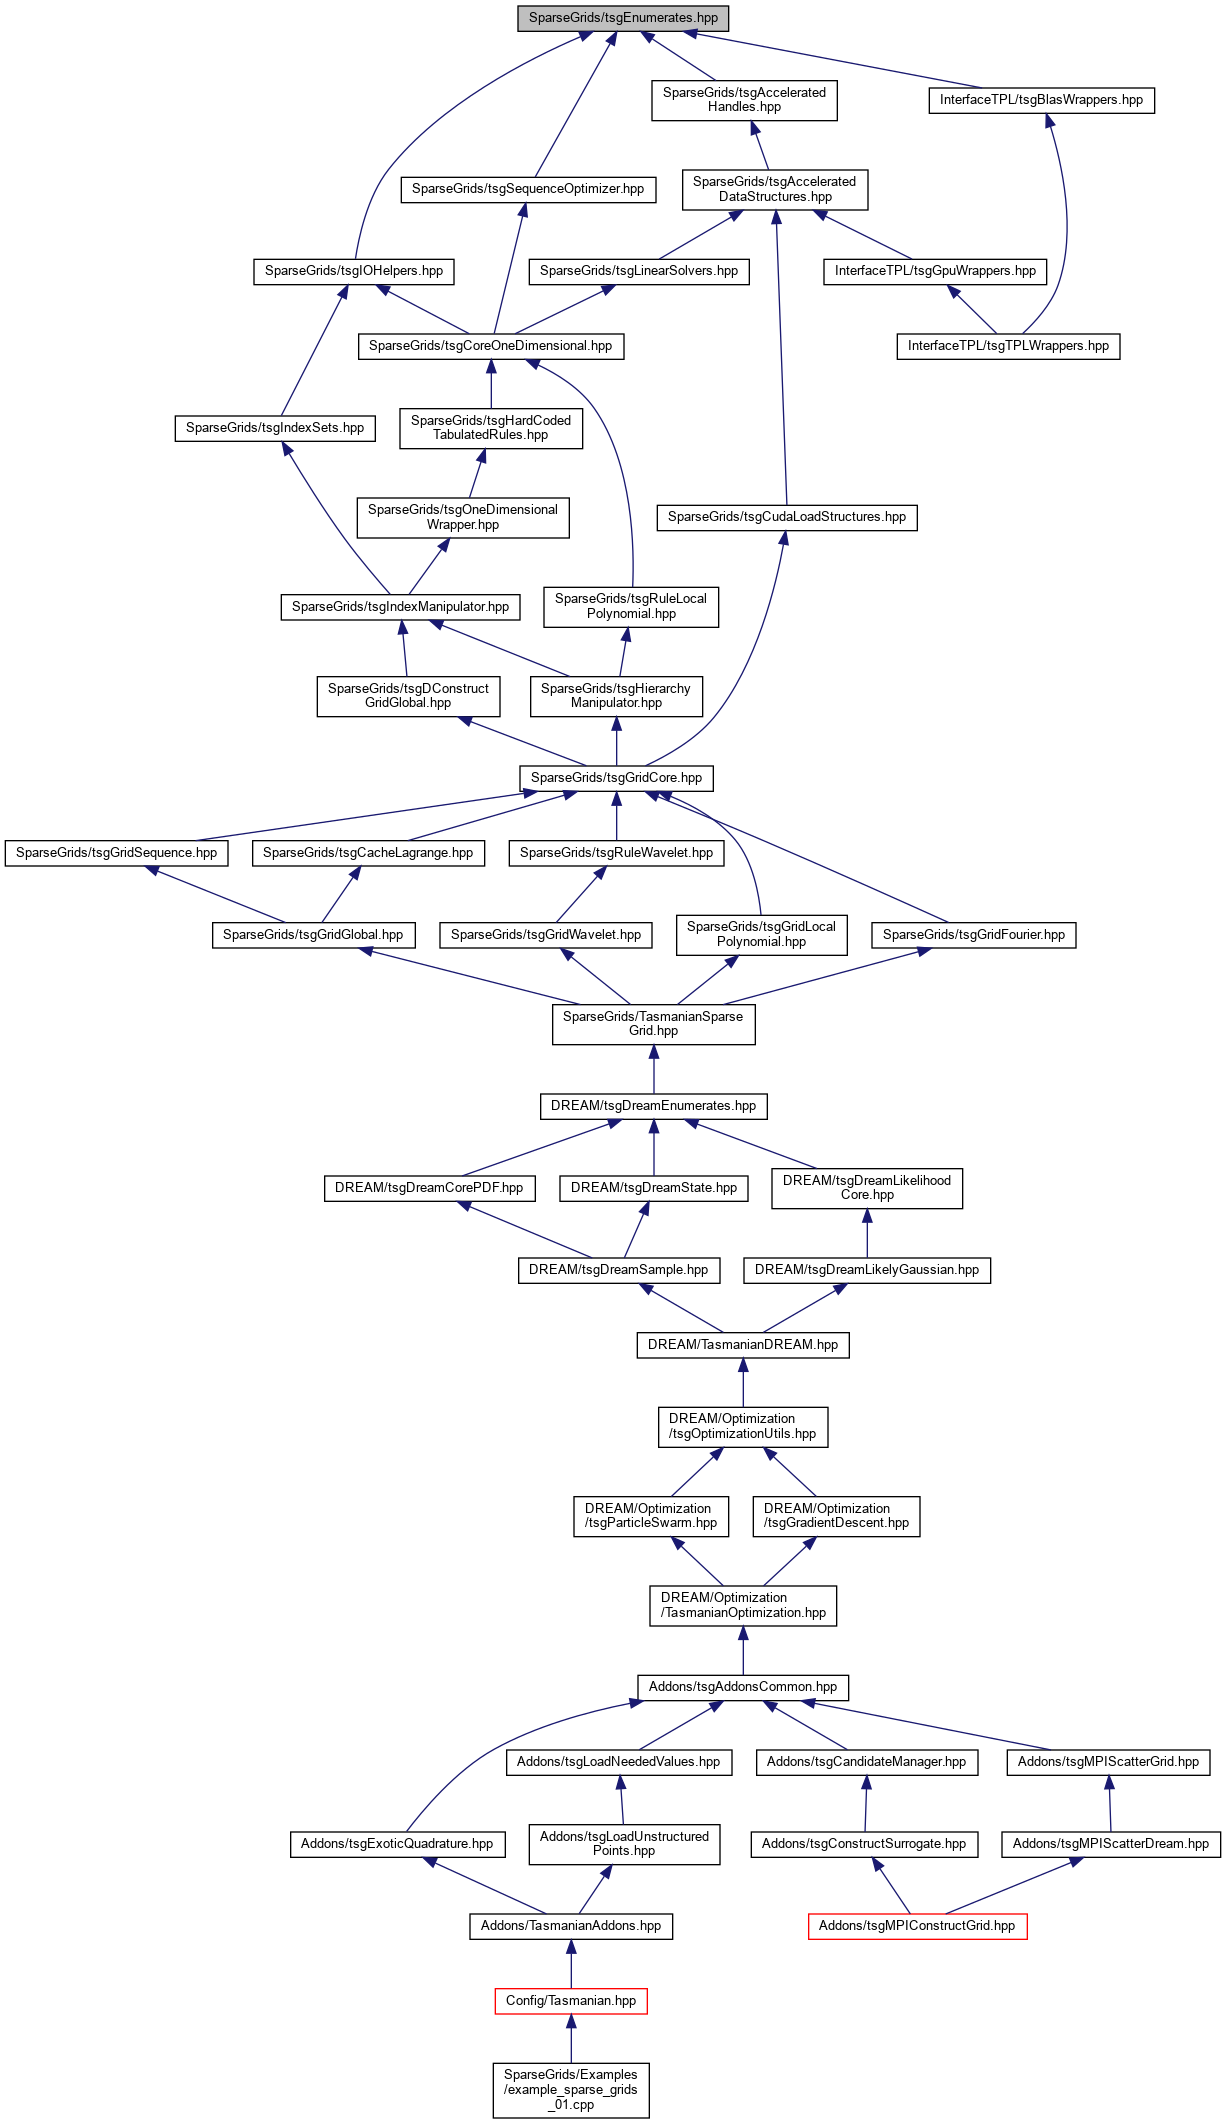 SparseGrids/tsgEnumerates.hpp
SparseGrids/tsgAccelerated
Handles.hpp
InterfaceTPL/tsgBlasWrappers.hpp
SparseGrids/tsgSequenceOptimizer.hpp
SparseGrids/tsgAccelerated
DataStructures.hpp
SparseGrids/tsgIOHelpers.hpp
SparseGrids/tsgLinearSolvers.hpp
InterfaceTPL/tsgGpuWrappers.hpp
SparseGrids/tsgCoreOneDimensional.hpp
InterfaceTPL/tsgTPLWrappers.hpp
SparseGrids/tsgIndexSets.hpp
SparseGrids/tsgHardCoded
TabulatedRules.hpp
SparseGrids/tsgOneDimensional
Wrapper.hpp
SparseGrids/tsgCudaLoadStructures.hpp
SparseGrids/tsgIndexManipulator.hpp
SparseGrids/tsgRuleLocal
Polynomial.hpp
SparseGrids/tsgDConstruct
GridGlobal.hpp
SparseGrids/tsgHierarchy
Manipulator.hpp
SparseGrids/tsgGridCore.hpp
SparseGrids/tsgGridSequence.hpp
SparseGrids/tsgCacheLagrange.hpp
SparseGrids/tsgRuleWavelet.hpp
SparseGrids/tsgGridGlobal.hpp
SparseGrids/tsgGridWavelet.hpp
SparseGrids/tsgGridLocal
Polynomial.hpp
SparseGrids/tsgGridFourier.hpp
SparseGrids/TasmanianSparse
Grid.hpp
DREAM/tsgDreamEnumerates.hpp
DREAM/tsgDreamCorePDF.hpp
DREAM/tsgDreamState.hpp
DREAM/tsgDreamLikelihood
Core.hpp
DREAM/tsgDreamSample.hpp
DREAM/tsgDreamLikelyGaussian.hpp
DREAM/TasmanianDREAM.hpp
DREAM/Optimization
/tsgOptimizationUtils.hpp
DREAM/Optimization
/tsgParticleSwarm.hpp
DREAM/Optimization
/tsgGradientDescent.hpp
DREAM/Optimization
/TasmanianOptimization.hpp
Addons/tsgAddonsCommon.hpp
Addons/tsgLoadNeededValues.hpp
Addons/tsgCandidateManager.hpp
Addons/tsgMPIScatterGrid.hpp
Addons/tsgExoticQuadrature.hpp
Addons/tsgLoadUnstructured
Points.hpp
Addons/tsgConstructSurrogate.hpp
Addons/tsgMPIScatterDream.hpp
Addons/TasmanianAddons.hpp
Addons/tsgMPIConstructGrid.hpp
Config/Tasmanian.hpp
SparseGrids/Examples
/example_sparse_grids
_01.cpp